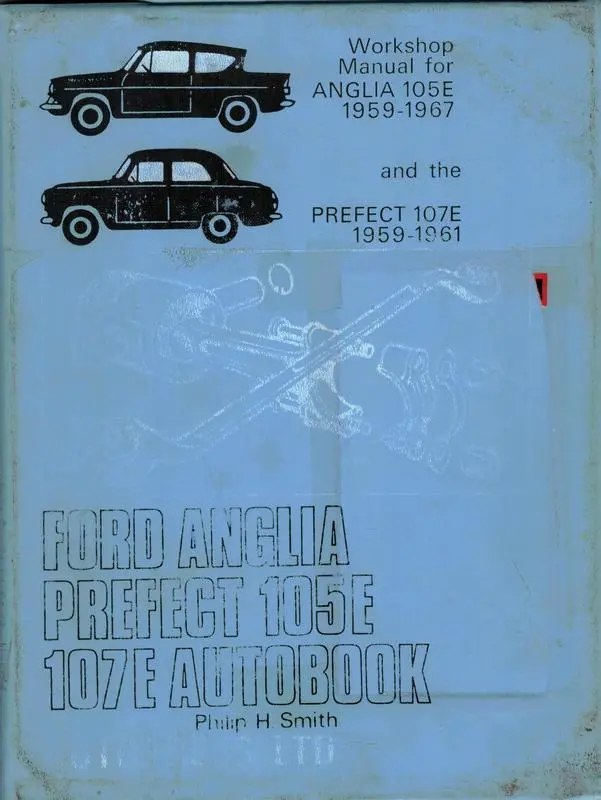 Workshop
Manual for
ANGLIA 105E
1959-1967
and the
PREFECT 107E
1959-1961
FORD ANGLIA
PREFECT 105E
107E AUTOBOOK
Philip H Smith
LTD